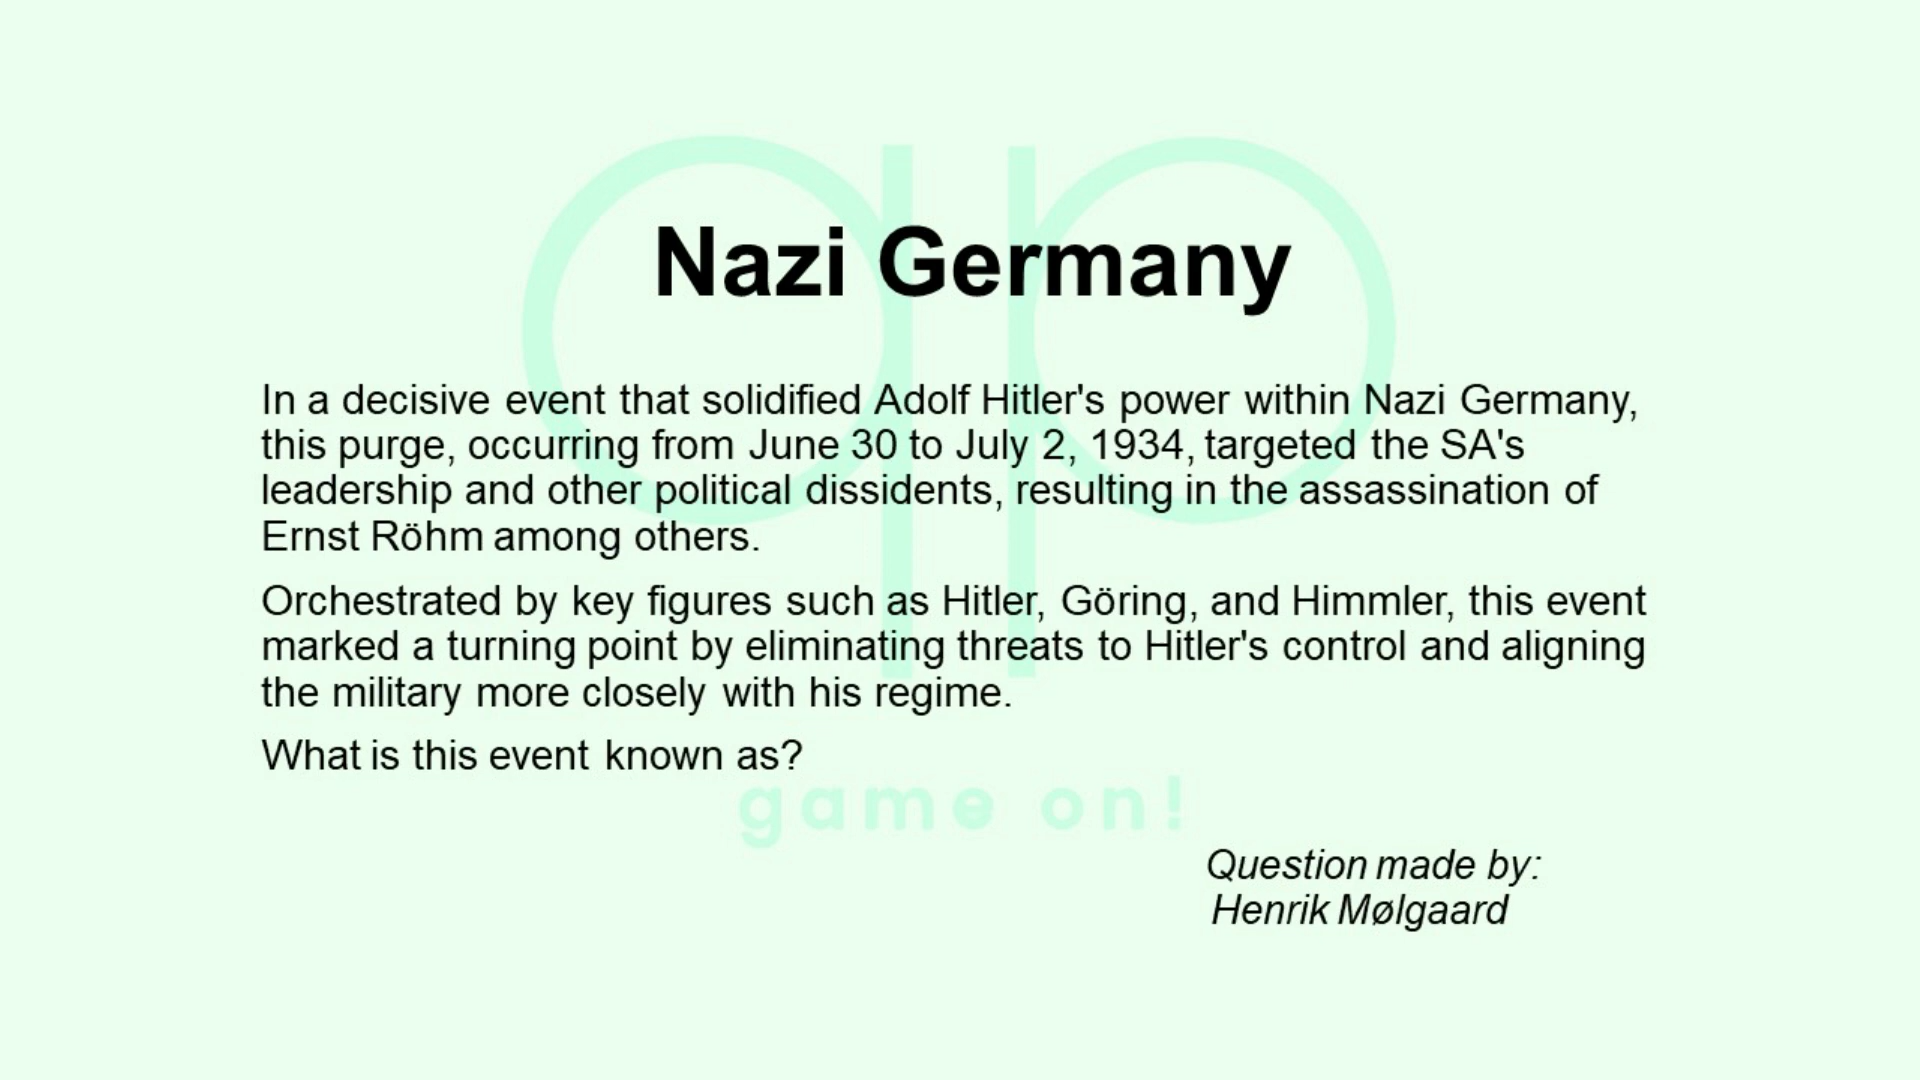 Nazi Germany
In a decisive event that solidified Adolf Hitler's power within Nazi Germany,
this purge, occurring from June 30 to July 2, 1934, targeted the SA's
leadership and other political dissidents, resulting in the assassination of
Ernst Röhm among others.
Orchestrated by key figures such as Hitler, Göring, and Himmler, this event
marked a turning point by eliminating threats to Hitler's control and aligning
the military more closely with his regime.
What is this event known as?
game on!
Question made by:
Henrik Mølgaard